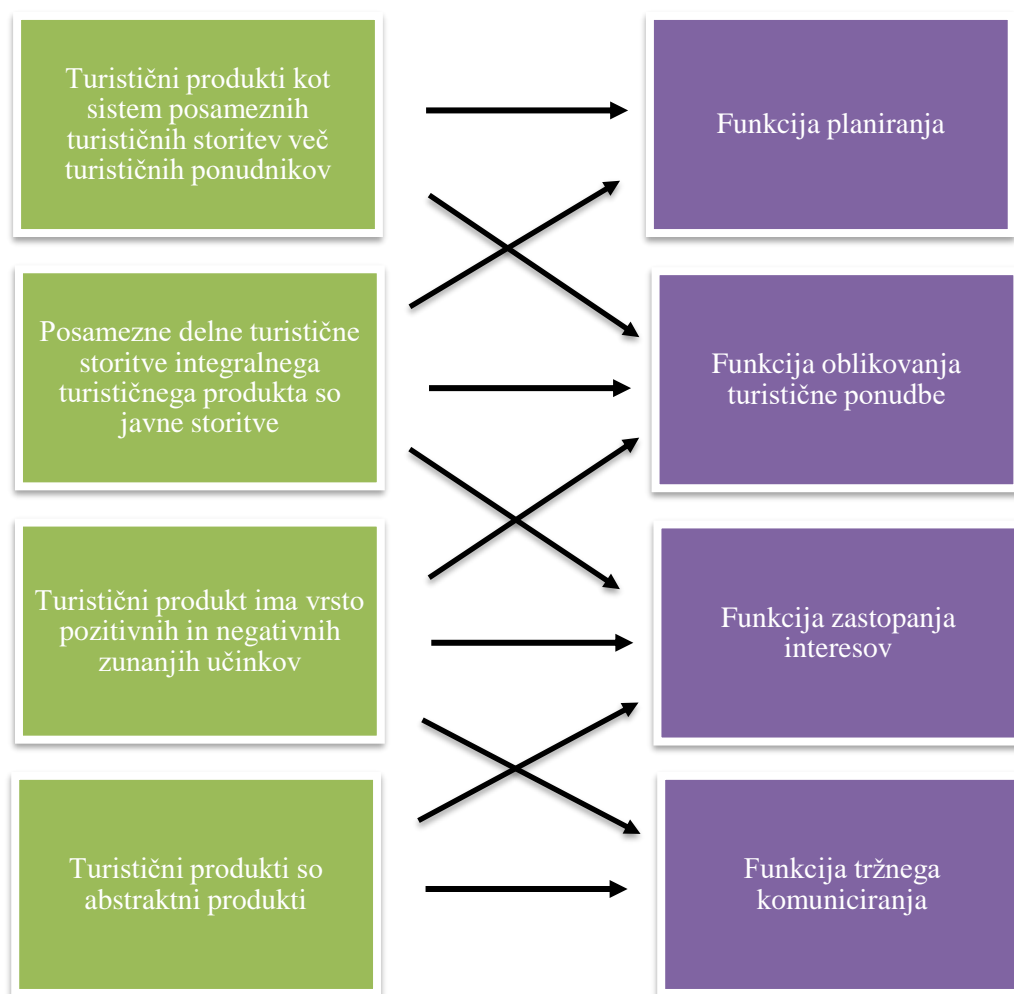 Turistični produkti kot
sistem posameznih
turističnih storitev več
turističnih ponudnikov
Funkcija planiranja
Posamezne delne turistične
storitve integralnega
turističnega produkta so
javne storitve
Funkcija oblikovanja
turistične ponudbe
Turistični produkt ima vrsto
pozitivnih in negativnih
zunanjih učinkov
Funkcija zastopanja
interesov
Turistični produkti so
abstraktni produkti
Funkcija tržnega
komuniciranja